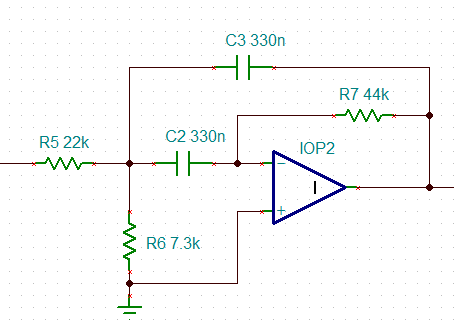 C3 330n
R7 44k
R5 22k
C2 330n
IOP2
R6 7.3k